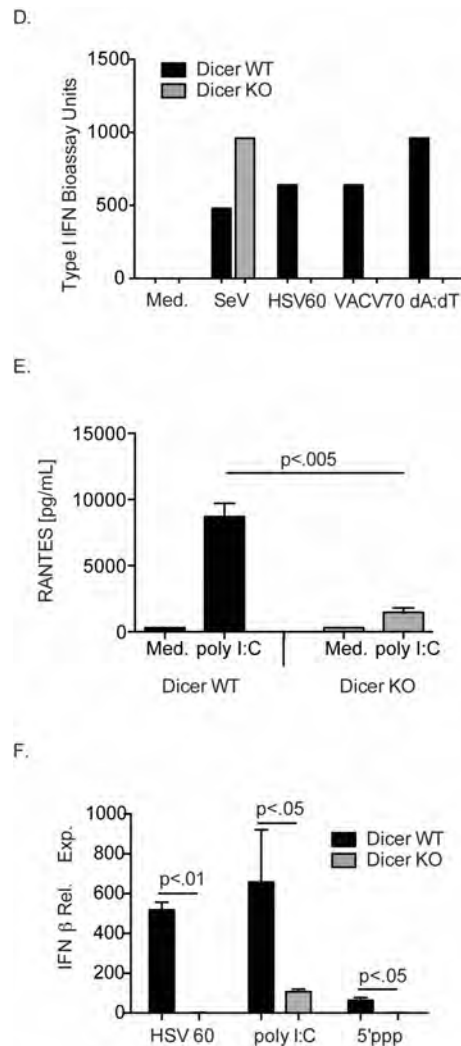 D.
1500
1000
500
0
Type I IFN Bioassay Units
Dicer WT
Dicer KO
Med. SeV HSV60 VACV70 dA:dT
E.
15000
10000
5000
0
RANTES [pg/mL]
p<.005
Med. poly I:C Med. poly I:C
Dicer WT Dicer KO
F.
1000
800
600
400
200
0
IFN β Rel. Exp.
p<.01
p<.05
p<.05
Dicer WT
Dicer KO
HSV 60 poly I:C 5'ppp